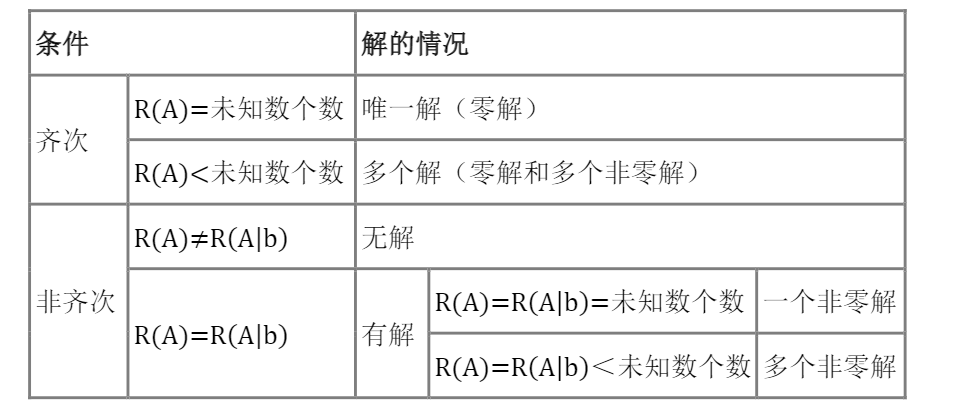 条件 解的情况
齐次 R(A)=未知数个数 唯一解（零解）
R(A)<未知数个数 多个解（零解和多个非零解）
非齐次 R(A)≠R(A|b) 无解
R(A)=R(A|b) 有解 R(A)=R(A|b)=未知数个数 一个非零解
R(A)=R(A|b)＜未知数个数 多个非零解